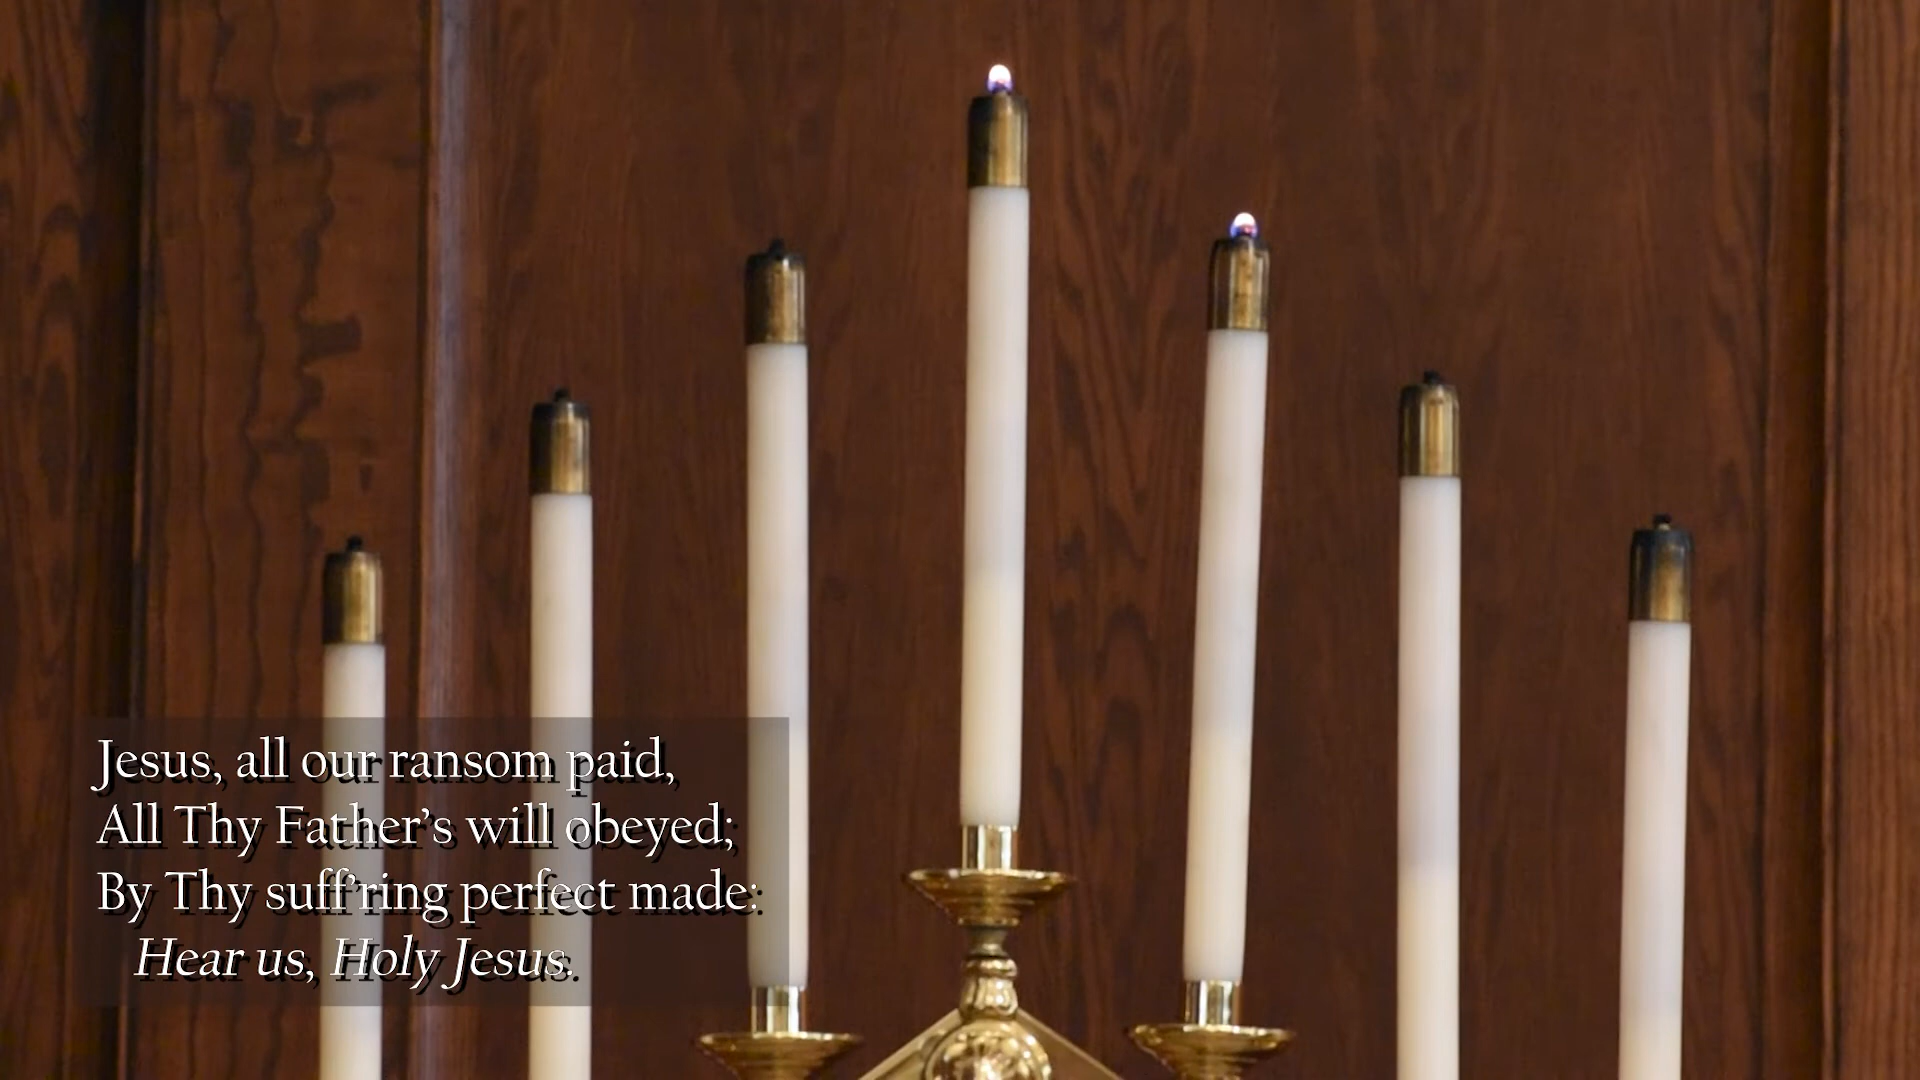 Jesus, all our ransom paid,
All Thy Father’s will obeyed;
By Thy suff’ring perfect made:
Hear us, Holy Jesus.